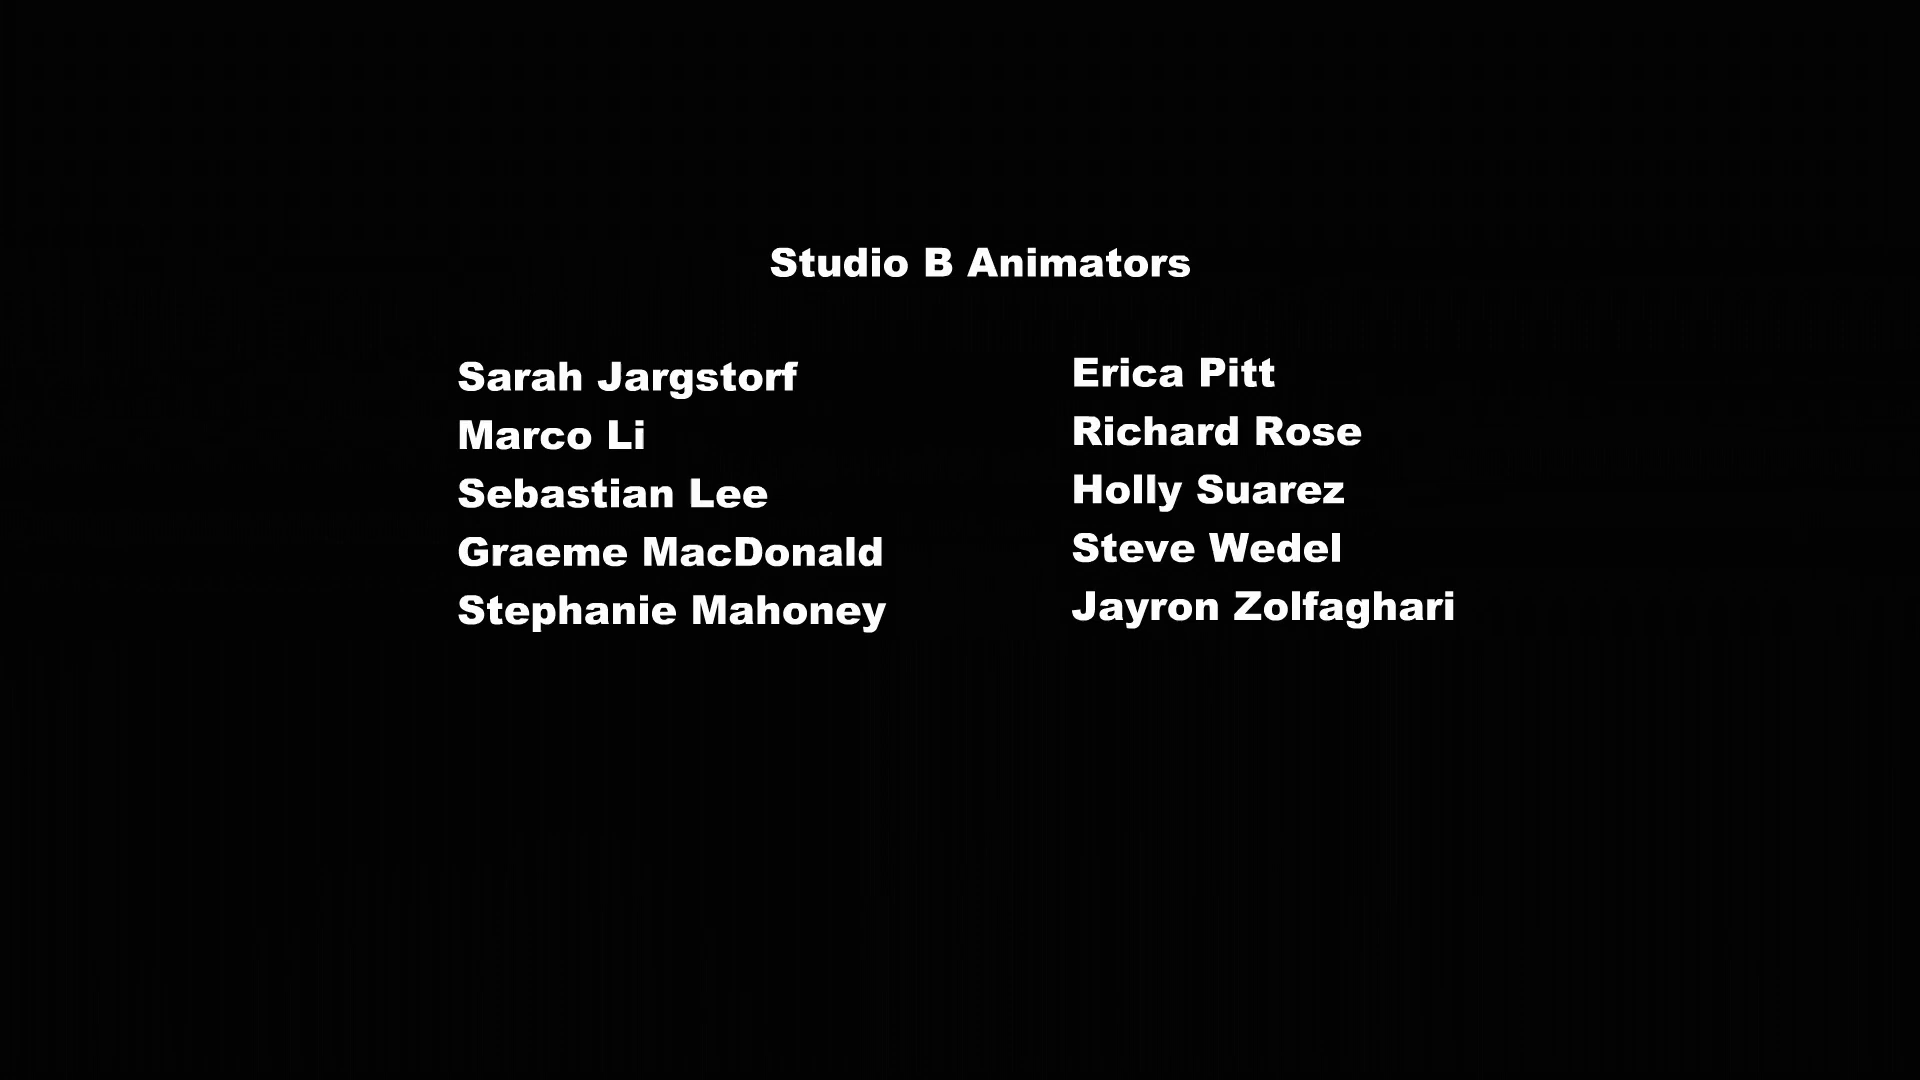 Studio B Animators
Sarah Jargstorf
Marco Li
Sebastian Lee
Graeme MacDonald
Stephanie Mahoney
Erica Pitt
Richard Rose
Holly Suarez
Steve Wedel
Jayron Zolfaghari